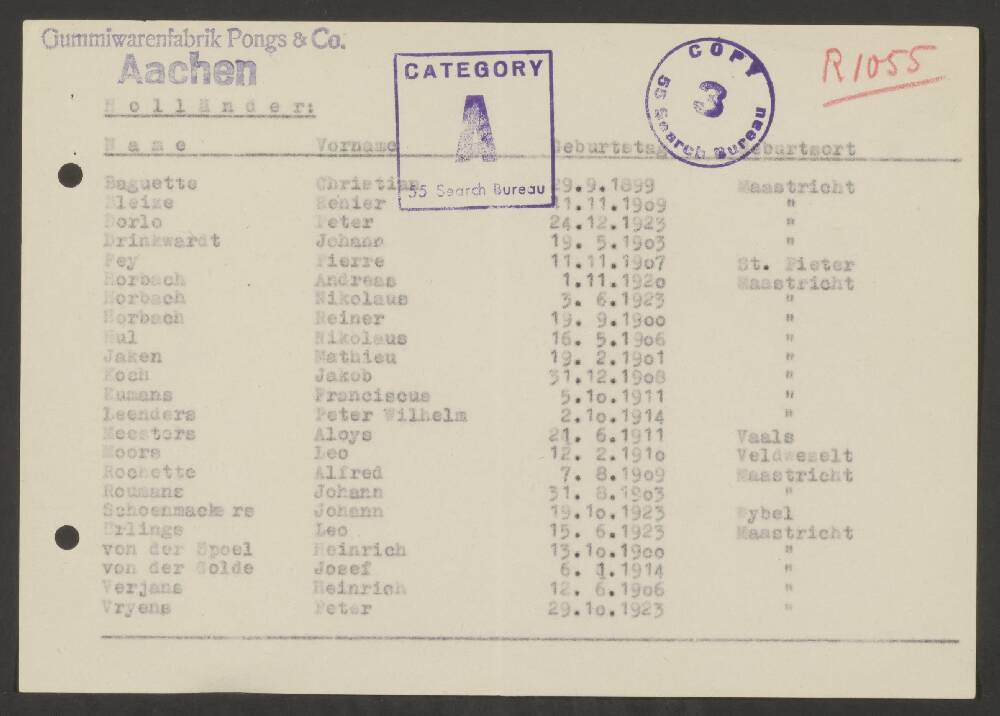 Gummiwarenfabrik Pongs & Co.
Aachen
CATEGORY
A
55 Search Bureau
COPY
3
55 Search Bureau
R1055
Holländer:
Name Vorname Geburtstag Geburtsort
Baguette Christian 29.9.1899 Maastricht
Bleize Renier 11.11.1909 "
Dorlo Peter 24.12.1923 "
Drinkwardt Johann 19. 5.1903 "
Fey Pierre 11.11.1907 St. Pieter
Horbach Andreas 1.11.1920 Maastricht
Horbach Nikolaus 3. 6.1923 "
Horbach Reiner 19. 9.1900 "
Hul Nikolaus 16. 5.1906 "
Jaken Mathieu 19. 2.1901 "
Koch Jakob 31.12.1908 "
Kumans Franciscus 5.10.1911 "
Leenders Peter Wilhelm 2.10.1914 "
Meesters Aloys 21. 6.1911 Vaals
Moors Leo 12. 2.1910 Veldwezelt
Rochette Alfred 7. 8.1909 Maastricht
Roumans Johann 31. 8.1903 "
Schoenmackers Johann 19.10.1923 Wybel
Erlings Leo 15. 6.1923 Maastricht
von der Spoel Heinrich 13.10.1900 "
von der Golde Josef 6. 1.1914 "
Verjans Heinrich 12. 6.1906 "
Vryens Peter 29.10.1923 "